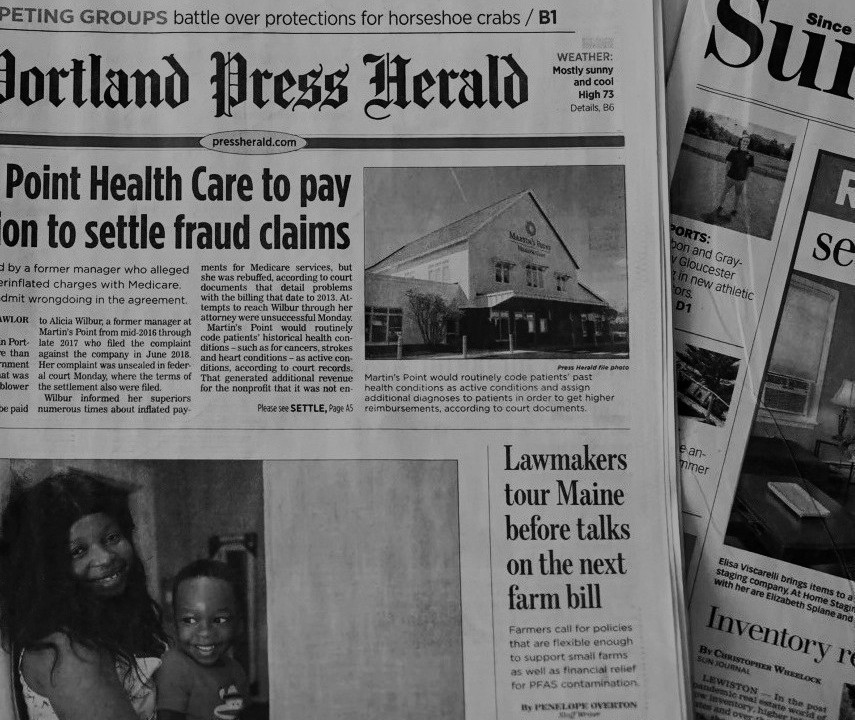 PETING GROUPS battle over protections for horseshoe crabs / B1
Portland Press Herald
WEATHER:
Mostly sunny
and cool
High 73
Details, B6
pressherald.com
Point Health Care to pay
ion to settle fraud claims
d by a former manager who alleged
erinflated charges with Medicare.
dmit wrongdoing in the agreement.
AWLOR
n Port-
e than
rnment
at was
blower
be paid
to Alicia Wilbur, a former manager at
Martin's Point from mid-2016 through
late 2017 who filed the complaint
against the company in June 2018.
Her complaint was unsealed in feder-
al court Monday, where the terms of
the settlement also were filed.
Wilbur informed her superiors
numerous times about inflated pay-
ments for Medicare services, but
she was rebuffed, according to court
documents that detail problems
with the billing that date to 2013. At-
tempts to reach Wilbur through her
attorney were unsuccessful Monday.
Martin's Point would routinely
code patients' historical health con-
ditions – such as for cancers, strokes
and heart conditions – as active con-
ditions, according to court records.
That generated additional revenue
for the nonprofit that it was not en-
Please see SETTLE, Page A5
Martin's Point
Press Herald file photo
Martin's Point would routinely code patients' past
health conditions as active conditions and assign
additional diagnoses to patients in order to get higher
reimbursements, according to court documents.
Lawmakers
tour Maine
before talks
on the next
farm bill
Farmers call for policies
that are flexible enough
to support small farms
as well as financial relief
for PFAS contamination.
By PENELOPE OVERTON
Staff Writer
Since
Sun
PORTS:
oon and Gray-
Gloucester
in new athletic
tors.
D1
e an-
mmer
R
se
Elisa Viscarelli brings items to a
staging company. At Home Stagin
with her are Elizabeth Splane and
Inventory re
By CHRISTOPHER WHEELOCK
SUN JOURNAL
LEWISTON — In the post
pandemic real estate world o
w inventory, highe